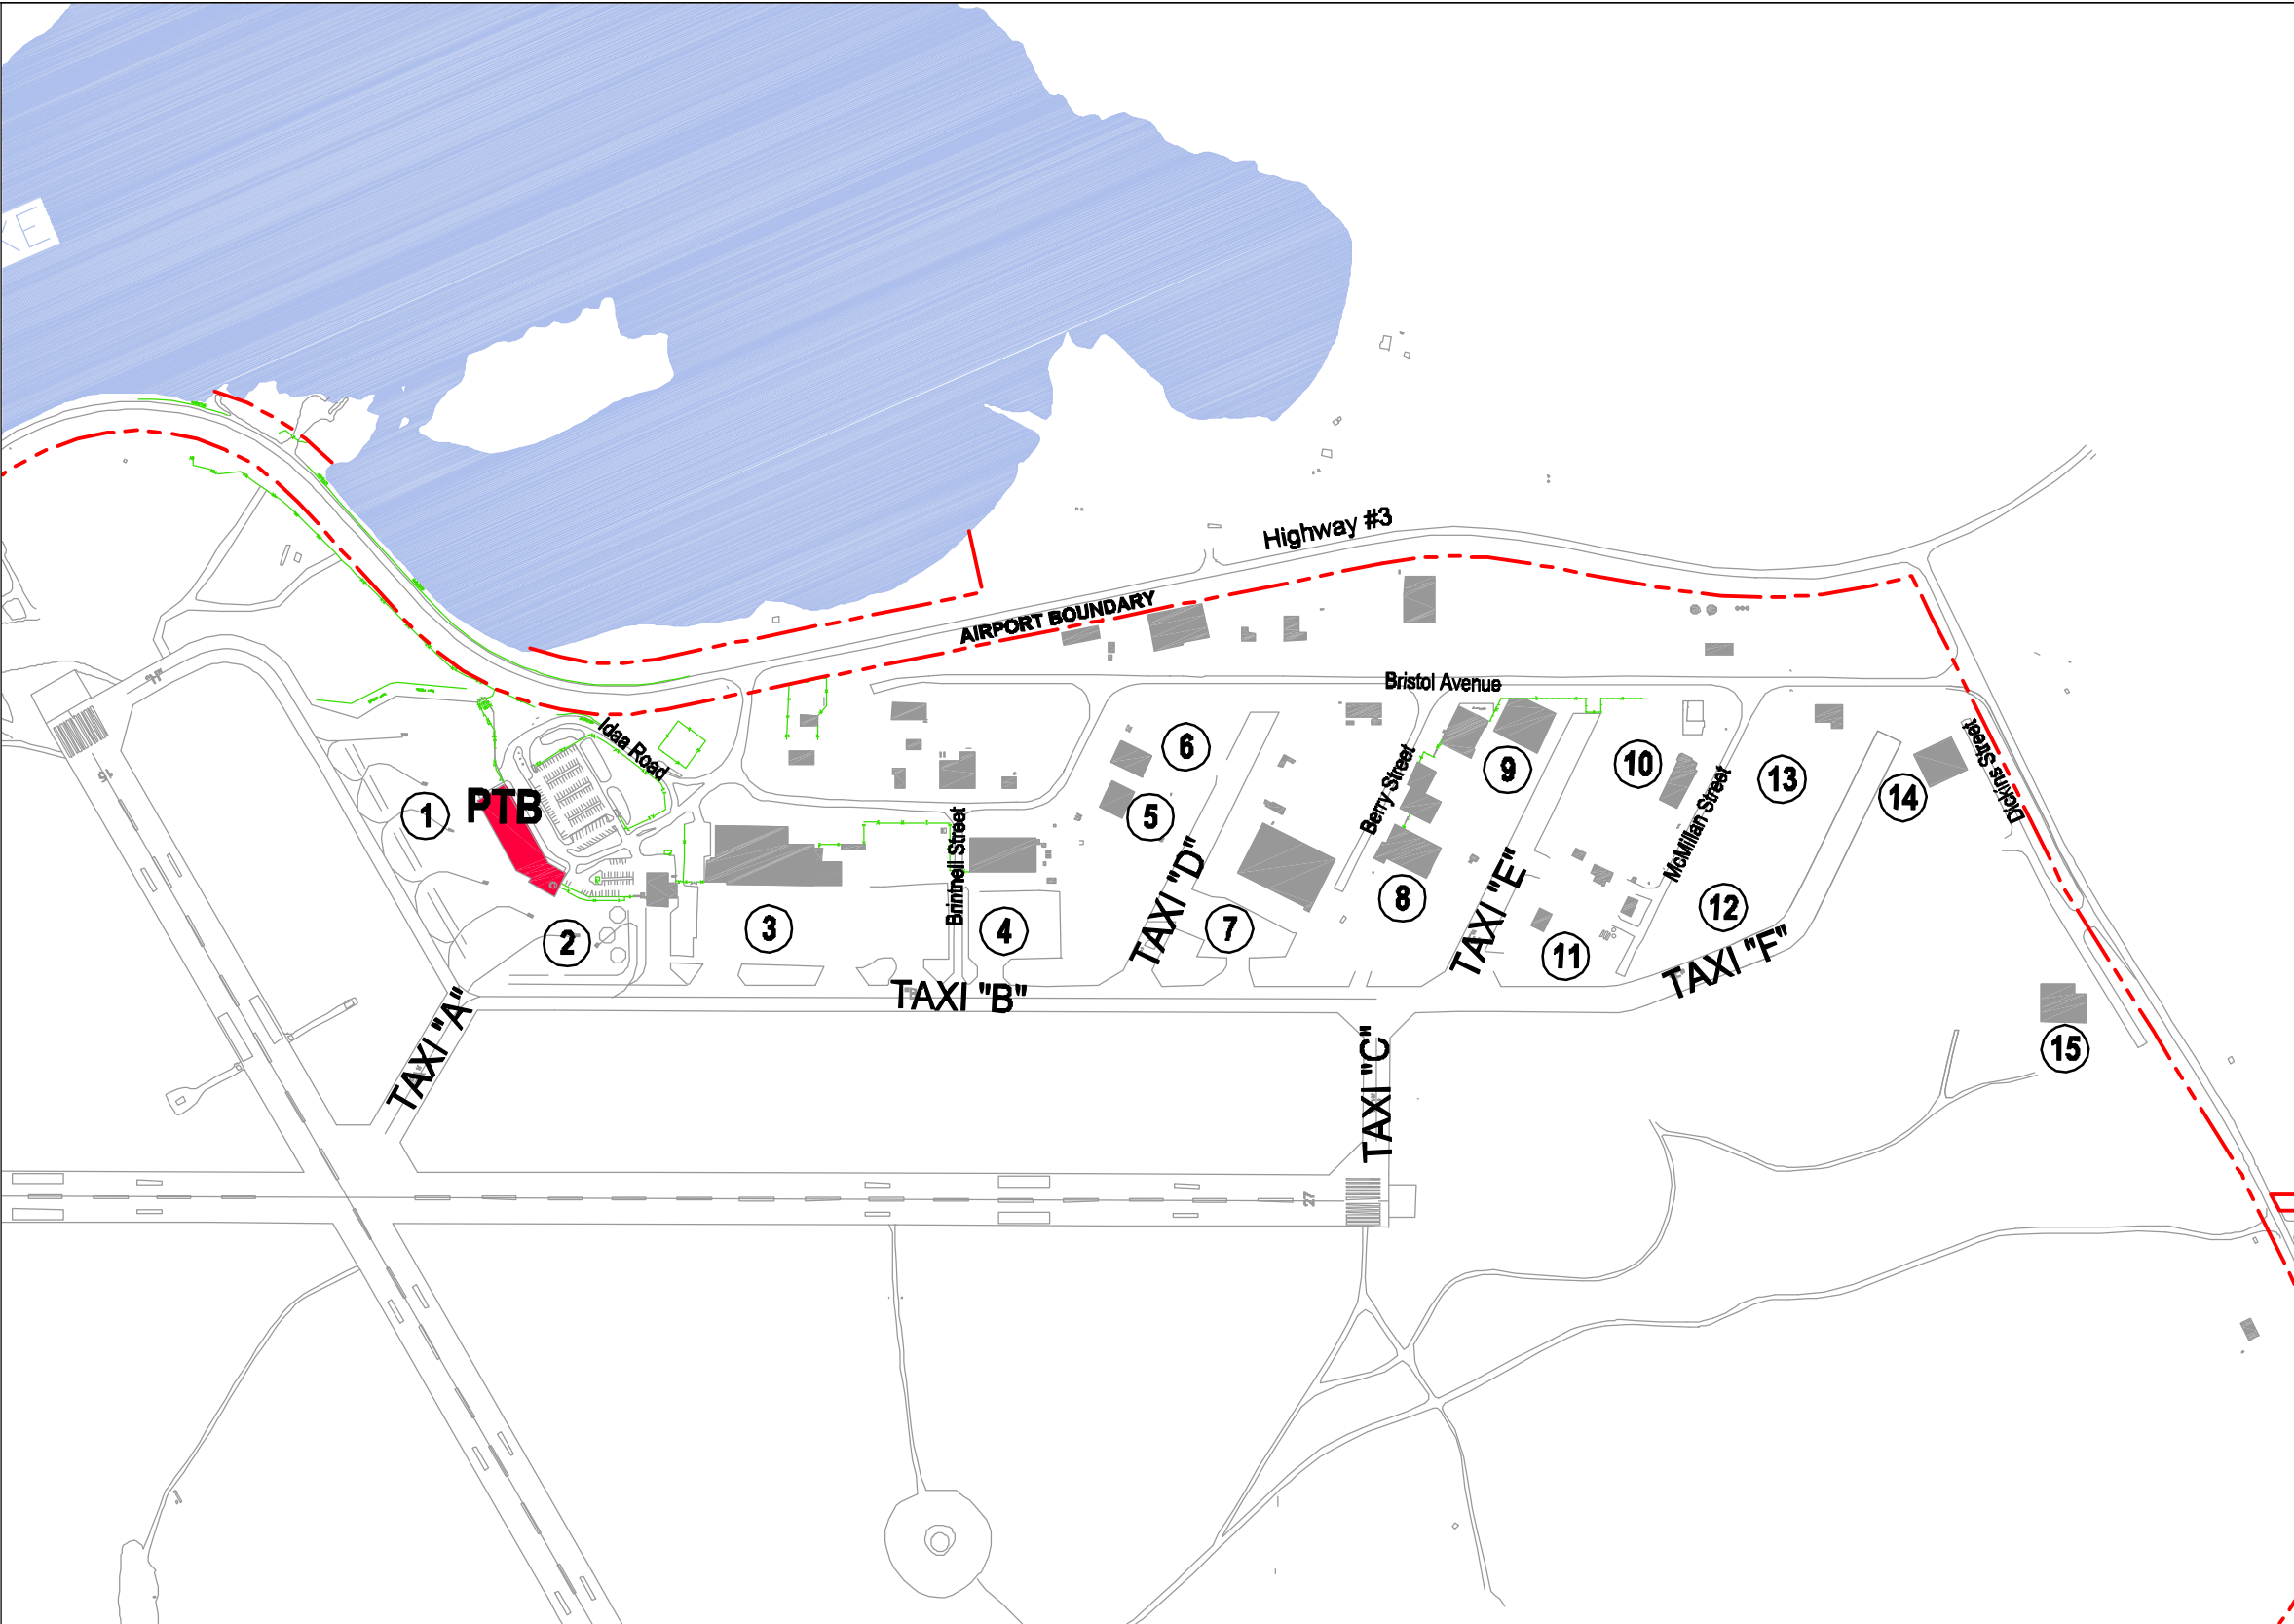 KE
Highway #3
AIRPORT BOUNDARY
Bristol Avenue
Idaa Road
Dickins Street
6
9
10
13
14
Berry Street
McMillan Street
1
PTB
5
Brintnell Street
TAXI "D"
TAXI "E"
8
12
3
4
7
2
11
TAXI "F"
TAXI "A"
TAXI "B"
TAXI "C"
15
27